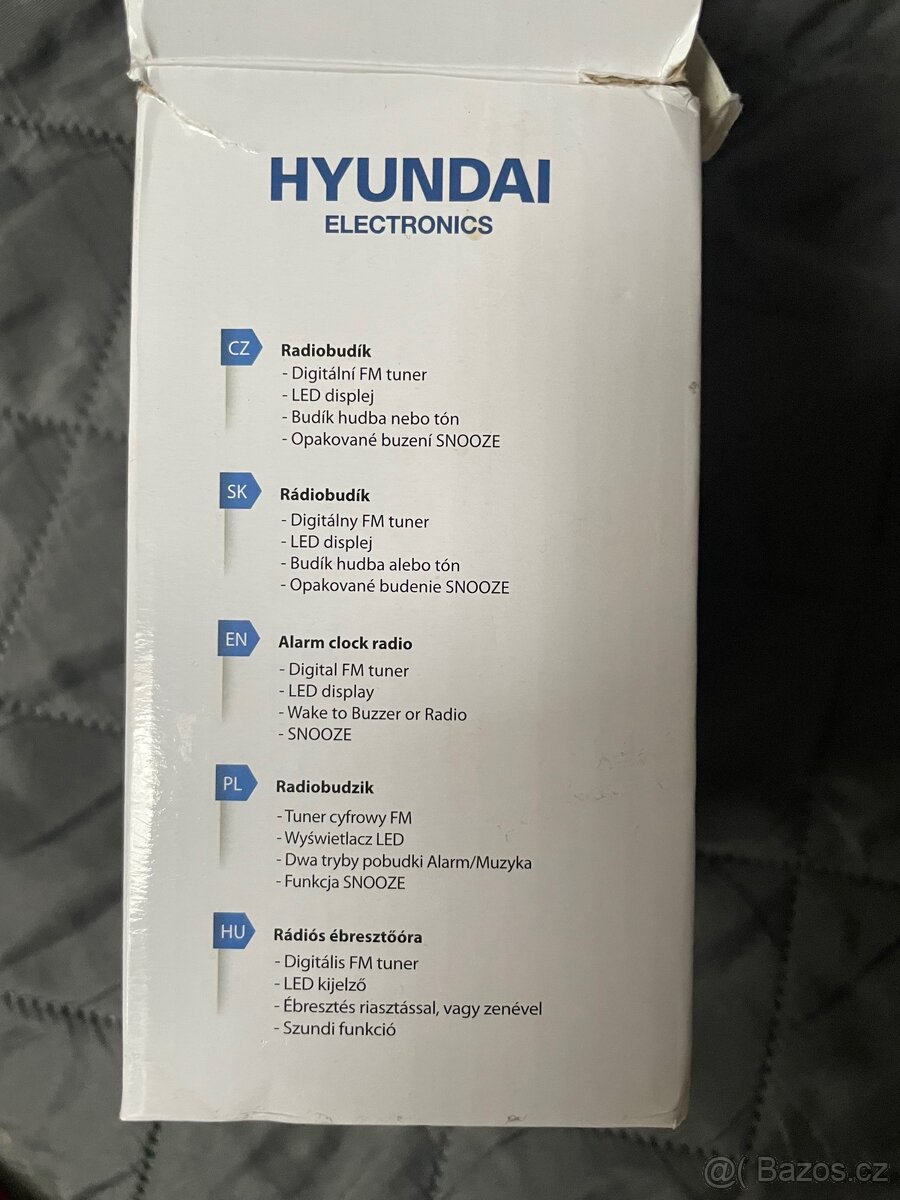 HYUNDAI
ELECTRONICS
CZ
Radiobudík
- Digitální FM tuner
- LED displej
- Budík hudba nebo tón
- Opakované buzení SNOOZE
SK
Rádiobudík
- Digitálny FM tuner
- LED displej
- Budík hudba alebo tón
- Opakované budenie SNOOZE
EN
Alarm clock radio
- Digital FM tuner
- LED display
- Wake to Buzzer or Radio
- SNOOZE
PL
Radiobudzik
- Tuner cyfrowy FM
- Wyświetlacz LED
- Dwa tryby pobudki Alarm/Muzyka
- Funkcja SNOOZE
HU
Rádiós ébresztőóra
- Digitális FM tuner
- LED kijelző
- Ébresztés riasztással, vagy zenével
- Szundi funkció
@( Bazos.cz